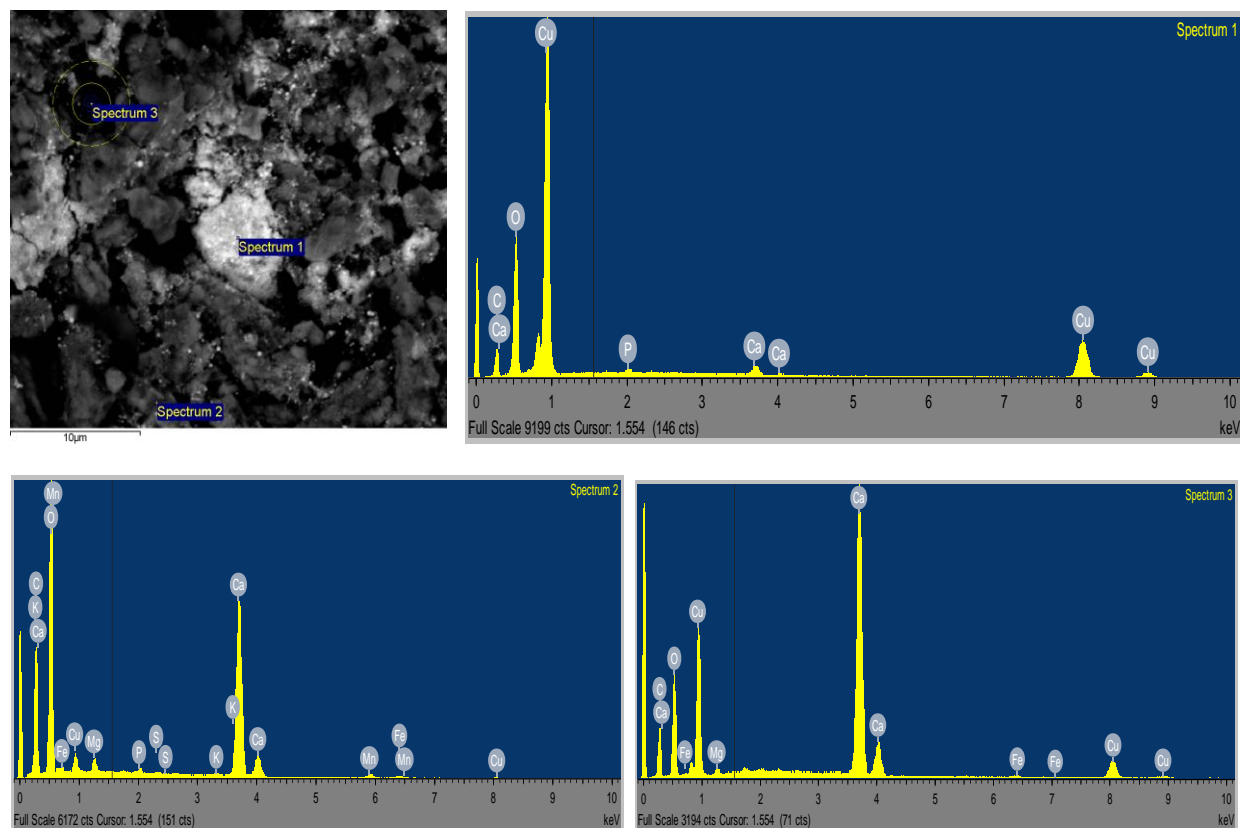 Spectrum 3
Spectrum 1
Spectrum 2
10µm
Spectrum 1
Cu
O
C
Ca
P
Ca
Ca
Cu
Cu
0 1 2 3 4 5 6 7 8 9 10
Full Scale 9199 cts Cursor: 1.554 (146 cts) keV
Spectrum 2
Mn
O
C
K
Ca
Fe
Cu
Mg
P
S
S
K
K
Ca
Ca
Mn
Fe
Mn
Cu
0 1 2 3 4 5 6 7 8 9 10
Full Scale 6172 cts Cursor: 1.554 (151 cts) keV
Spectrum 3
Ca
Cu
O
C
Ca
Fe
Mg
Ca
Fe
Fe
Cu
Cu
0 1 2 3 4 5 6 7 8 9 10
Full Scale 3194 cts Cursor: 1.554 (71 cts) keV